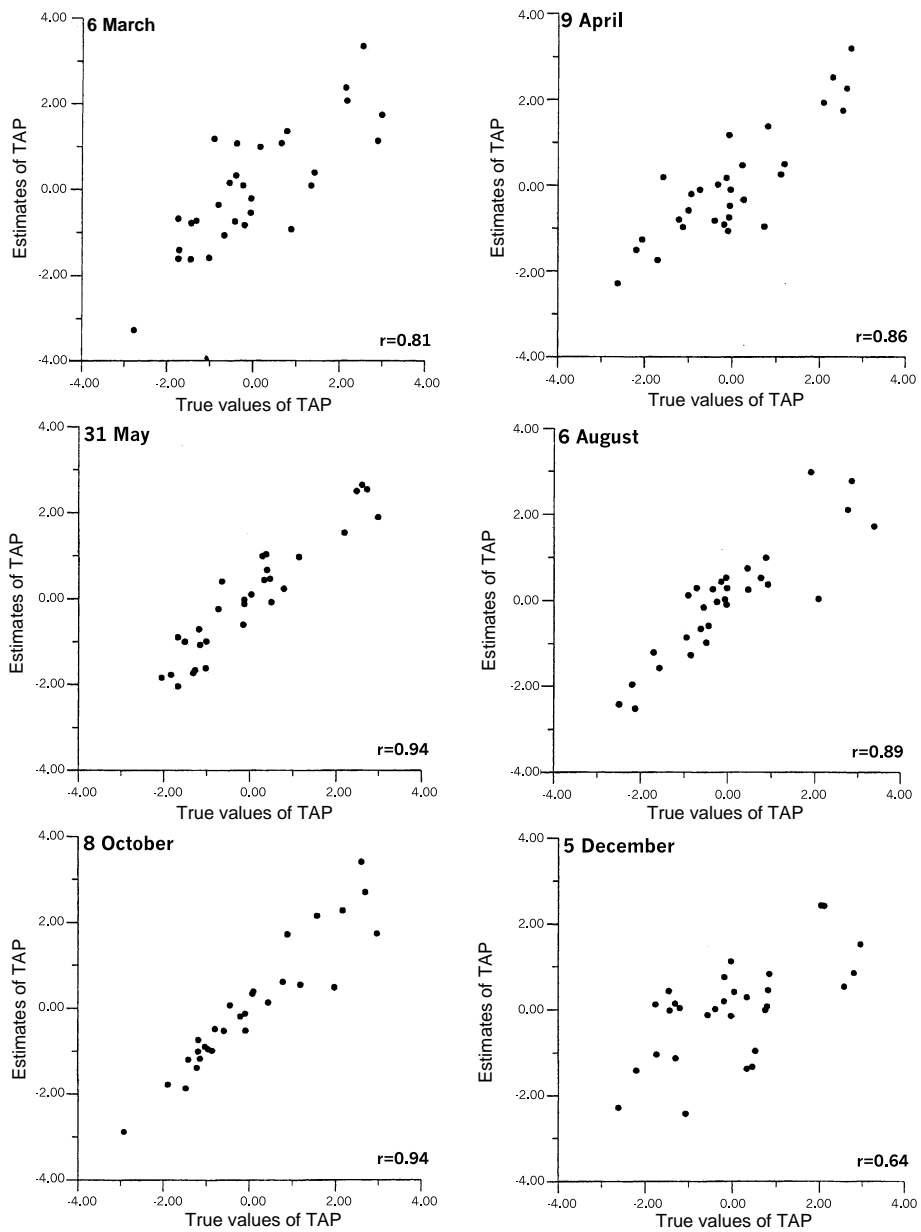 6 March
4.00
2.00
0.00
-2.00
-4.00
Estimates of TAP
r=0.81
-4.00 -2.00 0.00 2.00 4.00
True values of TAP
9 April
4.00
2.00
0.00
-2.00
-4.00
Estimates of TAP
r=0.86
-4.00 -2.00 0.00 2.00 4.00
True values of TAP
31 May
4.00
2.00
0.00
-2.00
-4.00
Estimates of TAP
r=0.94
-4.00 -2.00 0.00 2.00 4.00
True values of TAP
6 August
4.00
2.00
0.00
-2.00
-4.00
Estimates of TAP
r=0.89
-4.00 -2.00 0.00 2.00 4.00
True values of TAP
8 October
4.00
2.00
0.00
-2.00
-4.00
Estimates of TAP
r=0.94
-4.00 -2.00 0.00 2.00 4.00
True values of TAP
5 December
4.00
2.00
0.00
-2.00
-4.00
Estimates of TAP
r=0.64
-4.00 -2.00 0.00 2.00 4.00
True values of TAP